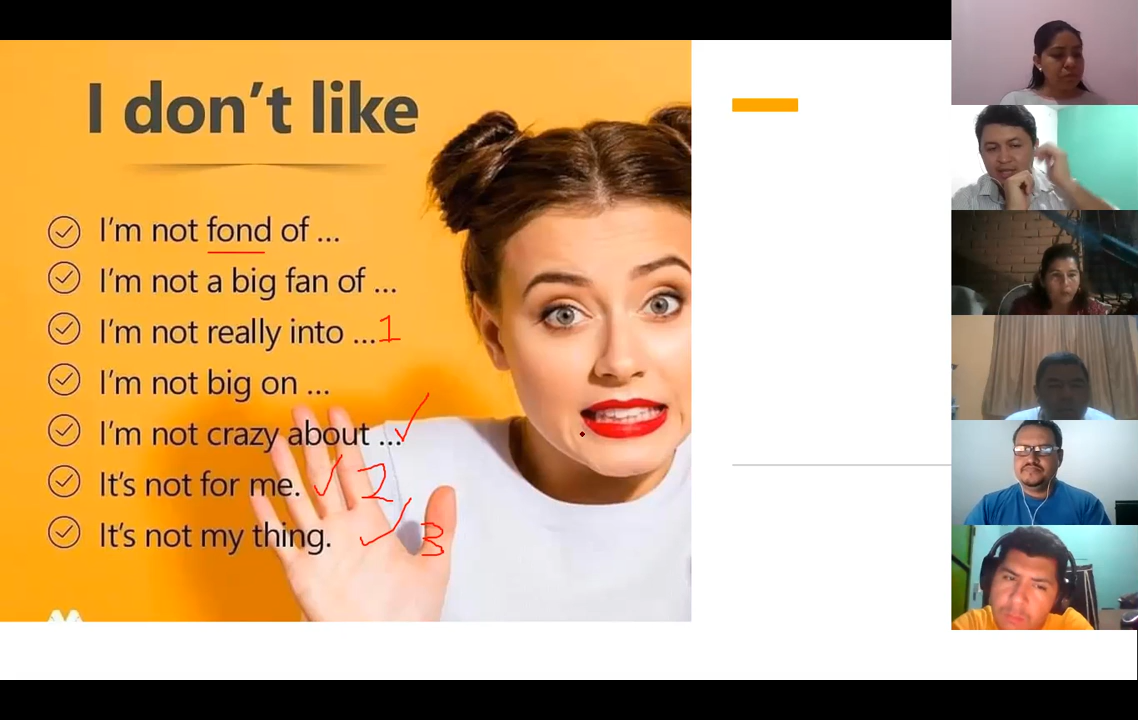 I don't like
I'm not fond of ...
I'm not a big fan of ...
I'm not really into ... 1
I'm not big on ...
I'm not crazy about ...
It's not for me. 2
It's not my thing. 3